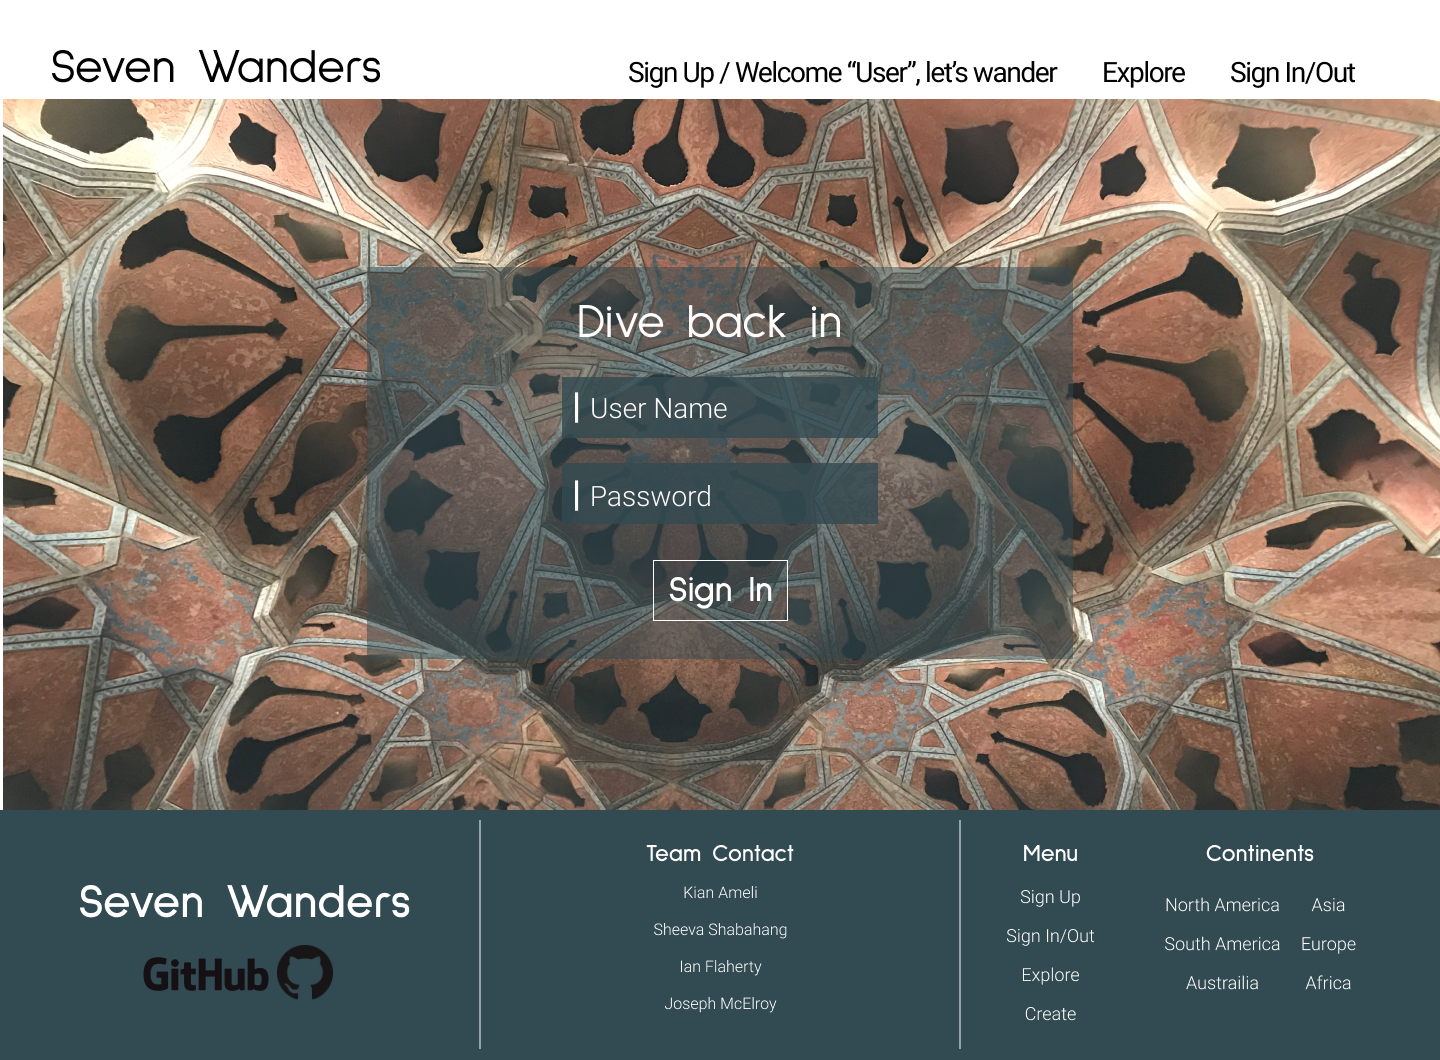 Seven Wanders
Sign Up / Welcome “User”, let’s wander
Explore
Sign In/Out
Dive back in
User Name
Password
Sign In
Seven Wanders
GitHub
Team Contact
Kian Ameli
Sheeva Shabahang
Ian Flaherty
Joseph McElroy
Menu
Sign Up
Sign In/Out
Explore
Create
Continents
North America
Asia
South America
Europe
Austrailia
Africa